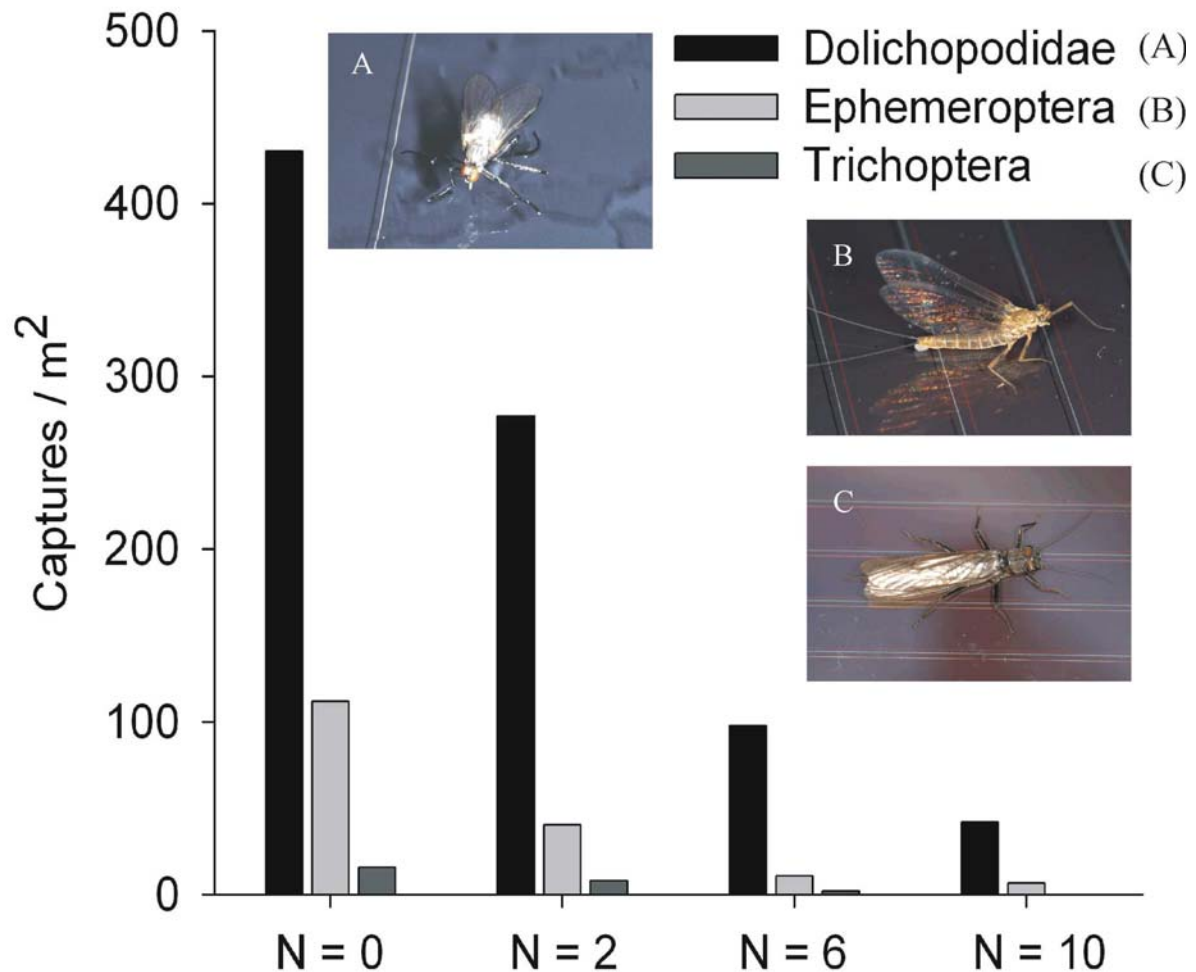 500
400
300
200
100
0
Captures / m²
A
Dolichopodidae (A)
Ephemeroptera (B)
Trichoptera (C)
B
C
N = 0
N = 2
N = 6
N = 10